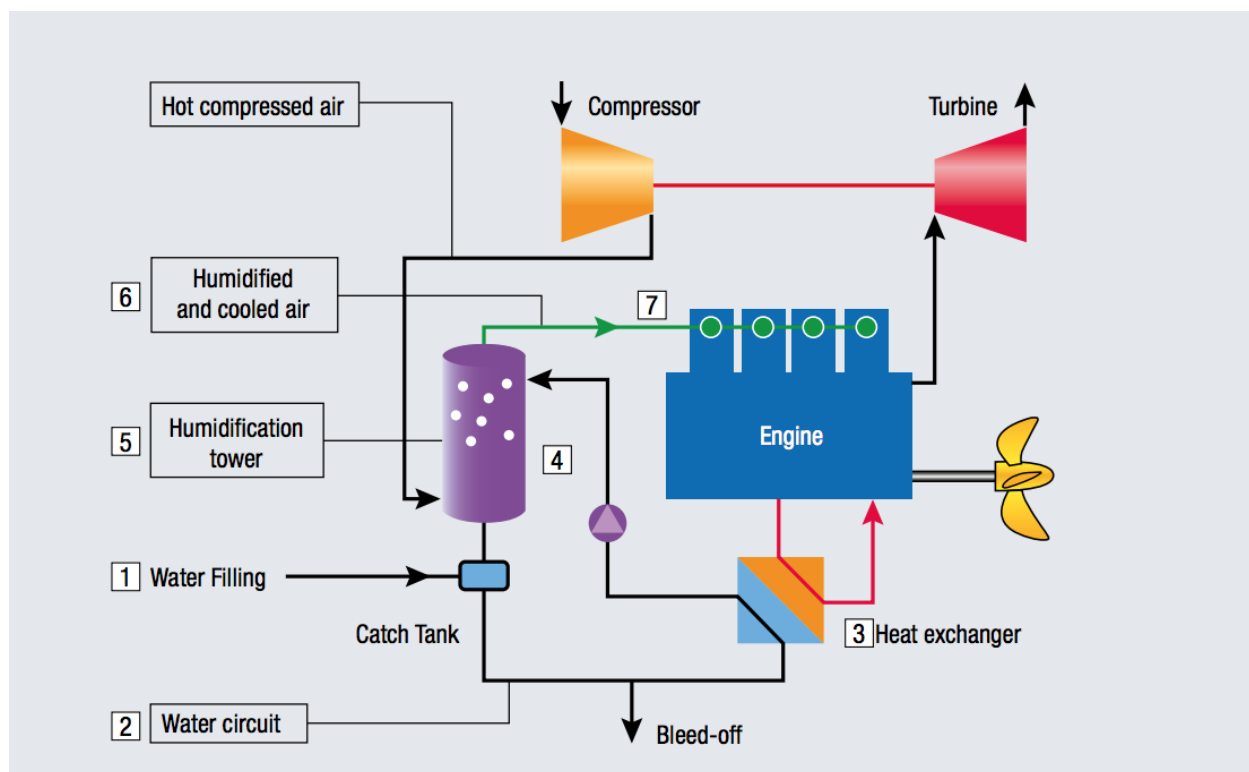 Hot compressed air
Compressor
Turbine
6
Humidified
and cooled air
7
5
Humidification
tower
4
Engine
1
Water Filling
Catch Tank
3
Heat exchanger
2
Water circuit
Bleed-off